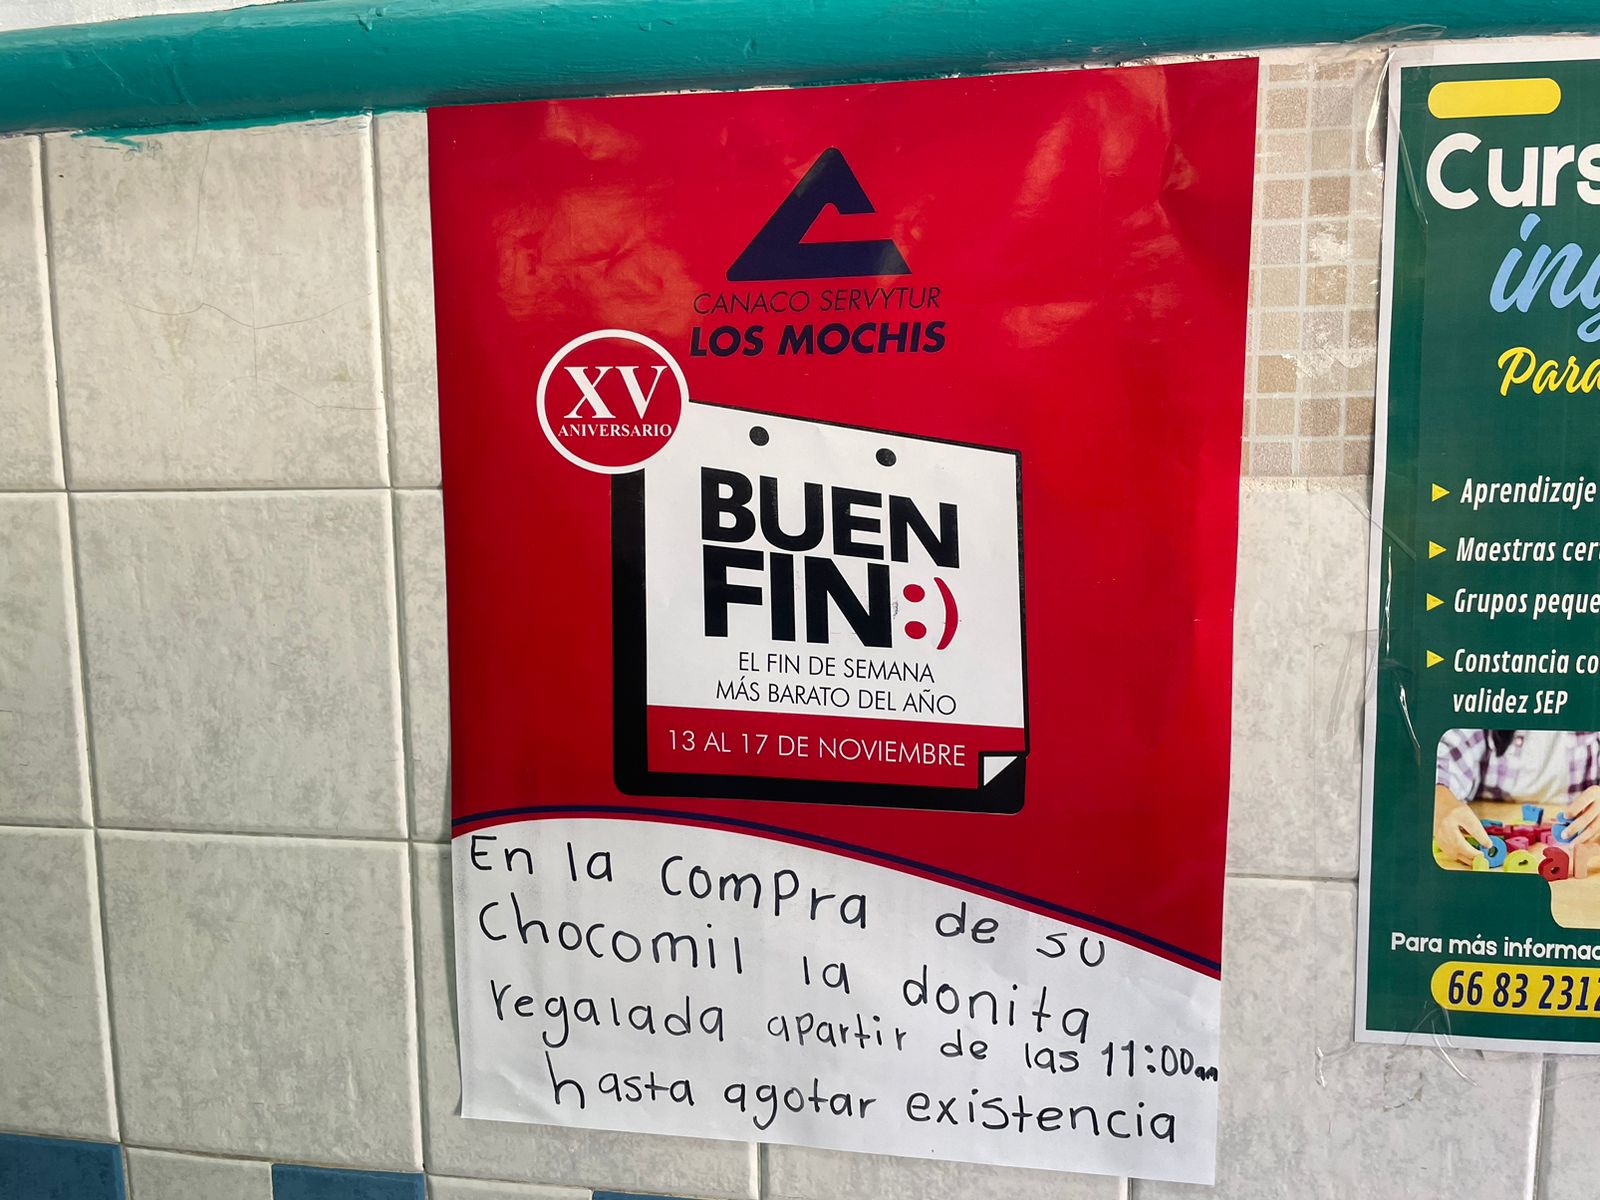 CANACO SERVYTUR
LOS MOCHIS
XV
ANIVERSARIO
BUEN
FIN:)
EL FIN DE SEMANA
MÁS BARATO DEL AÑO
13 AL 17 DE NOVIEMBRE
En la compra de su
Chocomil la donita
regalada apartir de las 11:00am
hasta agotar existencia
Curs
ing
Para
Aprendizaje
Maestras cer
Grupos peque
Constancia co
validez SEP
Para más informac
66 83 2312